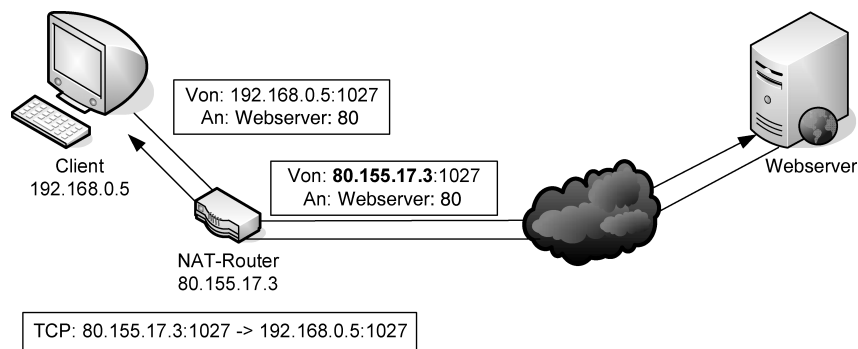 Von: 192.168.0.5:1027
An: Webserver: 80
Client
192.168.0.5
Von: 80.155.17.3:1027
An: Webserver: 80
Webserver
NAT-Router
80.155.17.3
TCP: 80.155.17.3:1027 -> 192.168.0.5:1027